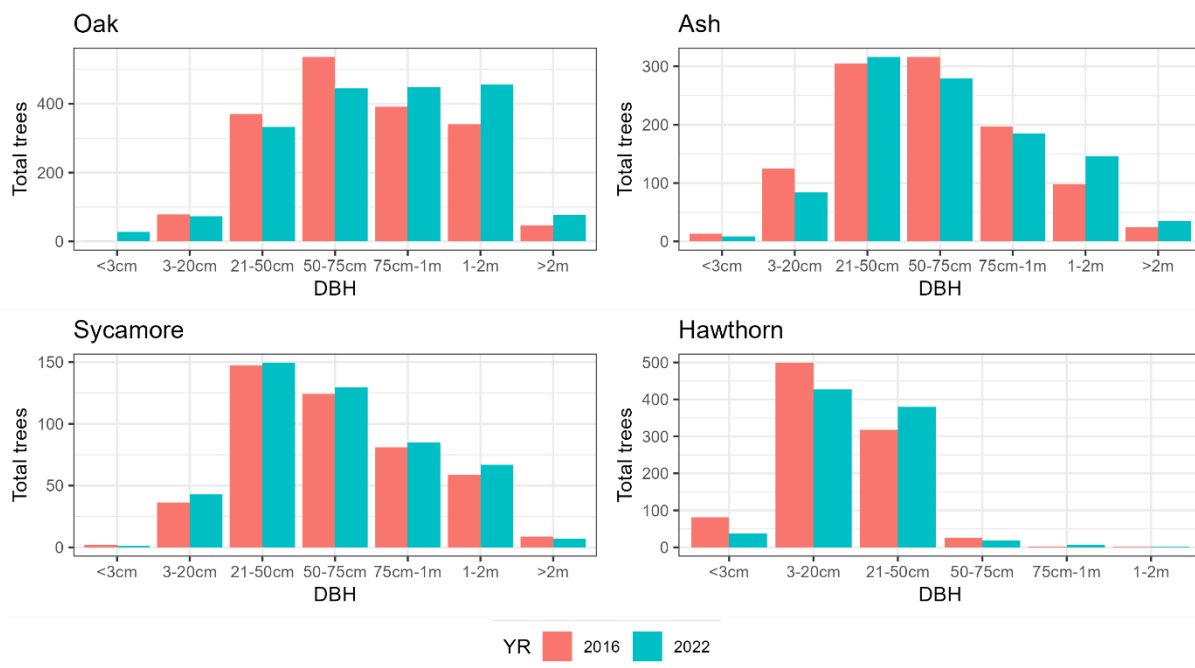 Oak
Total trees
400
200
0
<3cm 3-20cm 21-50cm 50-75cm 75cm-1m 1-2m >2m
DBH
Ash
Total trees
300
200
100
0
<3cm 3-20cm 21-50cm 50-75cm 75cm-1m 1-2m >2m
DBH
Sycamore
Total trees
150
100
50
0
<3cm 3-20cm 21-50cm 50-75cm 75cm-1m 1-2m >2m
DBH
Hawthorn
Total trees
500
400
300
200
100
0
<3cm 3-20cm 21-50cm 50-75cm 75cm-1m 1-2m
DBH
YR 2016 2022